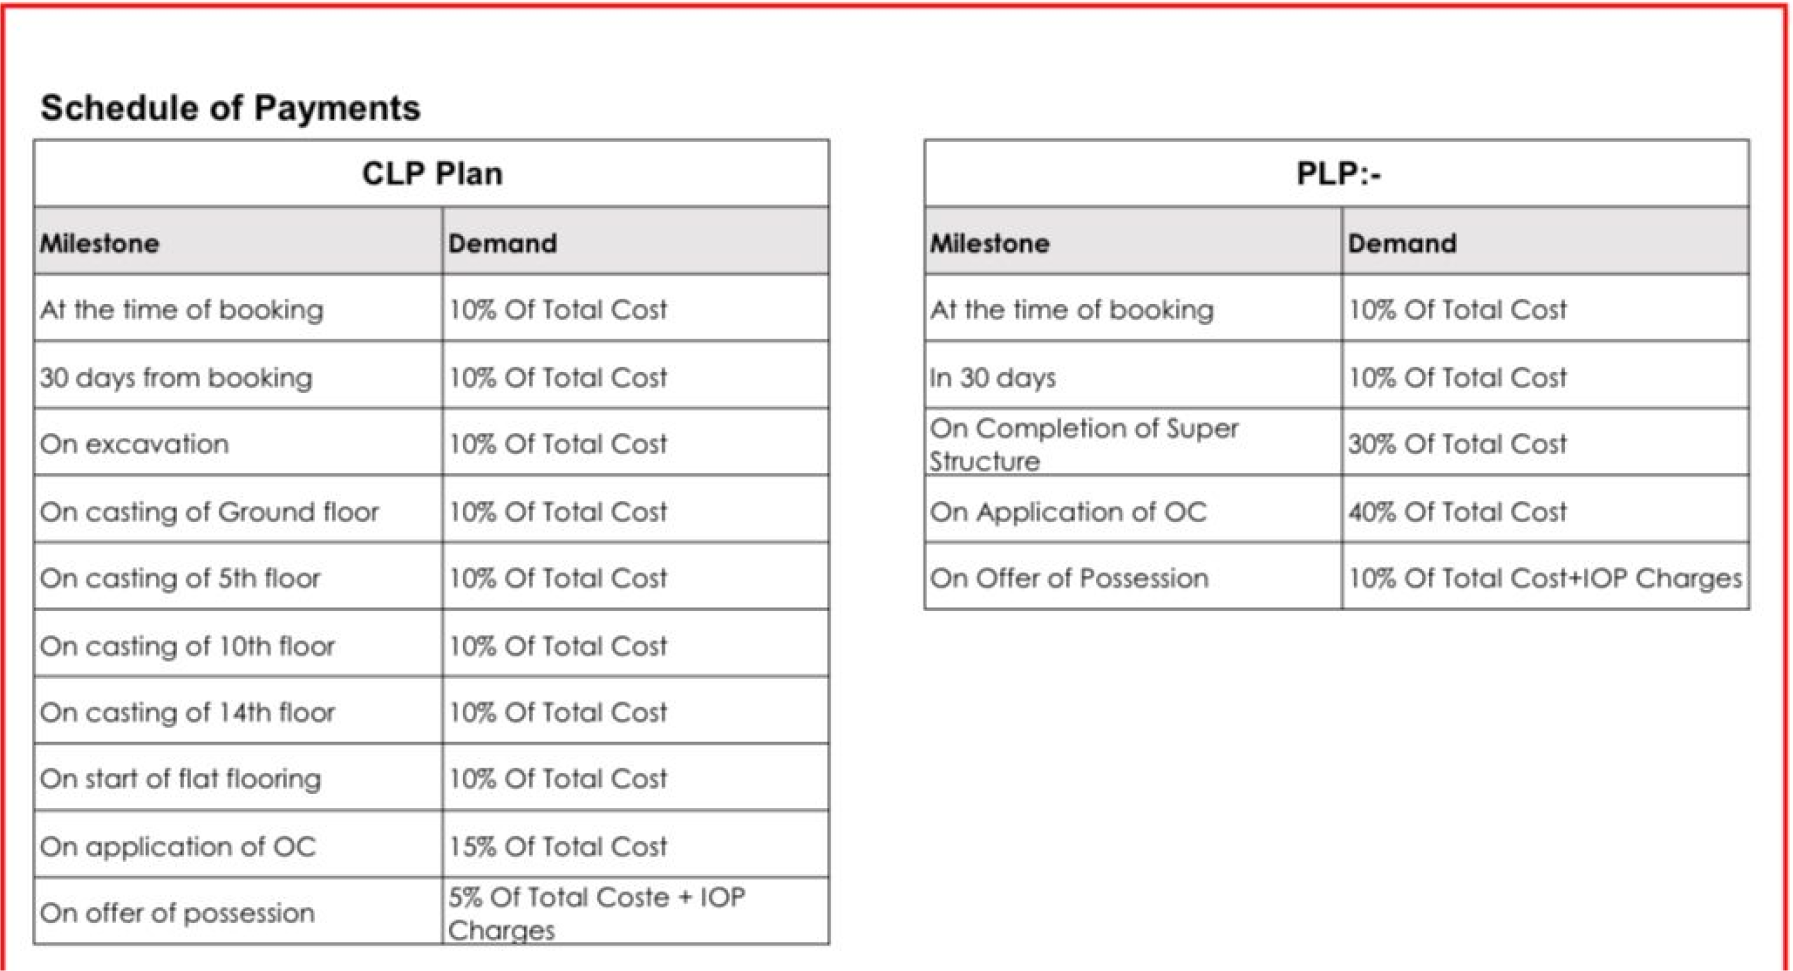 Schedule of Payments
CLP Plan
Milestone Demand
At the time of booking 10% Of Total Cost
30 days from booking 10% Of Total Cost
On excavation 10% Of Total Cost
On casting of Ground floor 10% Of Total Cost
On casting of 5th floor 10% Of Total Cost
On casting of 10th floor 10% Of Total Cost
On casting of 14th floor 10% Of Total Cost
On start of flat flooring 10% Of Total Cost
On application of OC 15% Of Total Cost
On offer of possession 5% Of Total Coste + IOP
Charges
PLP:-
Milestone Demand
At the time of booking 10% Of Total Cost
In 30 days 10% Of Total Cost
On Completion of Super
Structure 30% Of Total Cost
On Application of OC 40% Of Total Cost
On Offer of Possession 10% Of Total Cost+IOP Charges